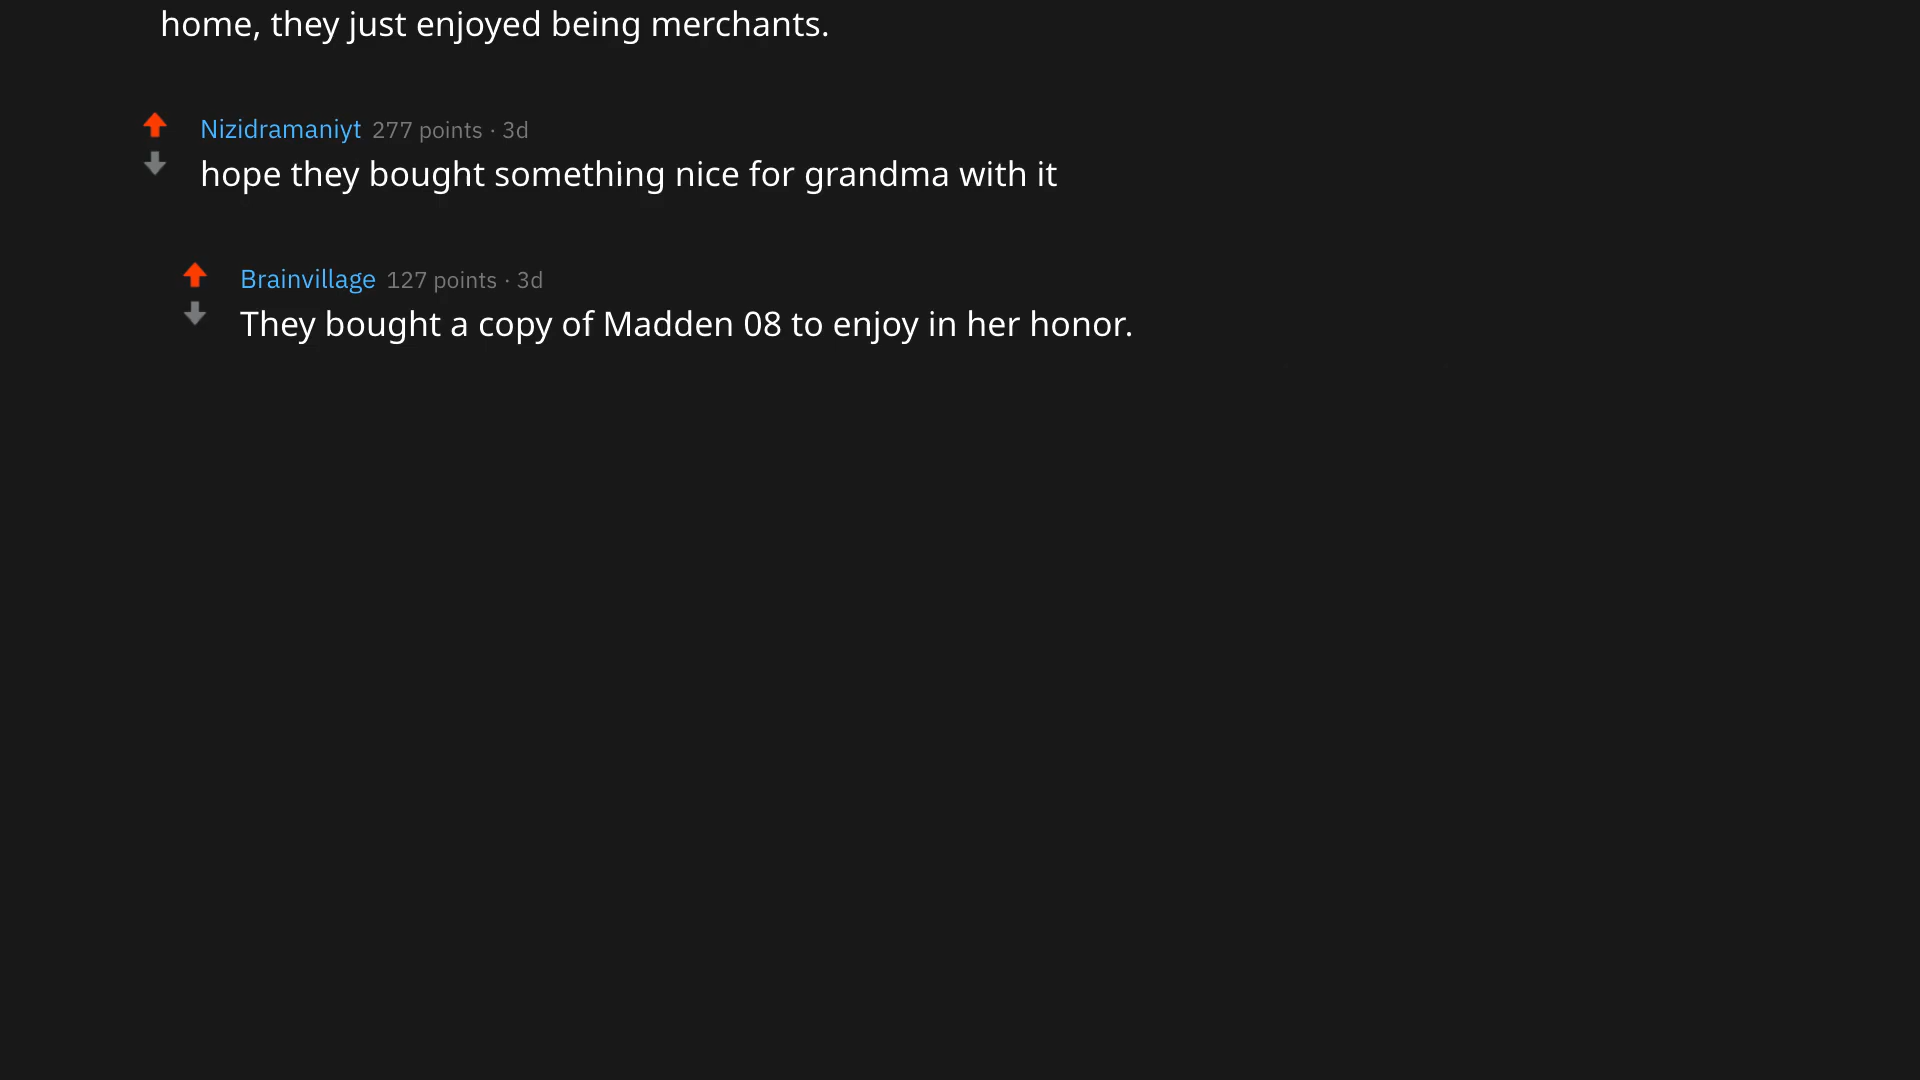 home, they just enjoyed being merchants.
Nizidramaniyt 277 points · 3d
hope they bought something nice for grandma with it
Brainvillage 127 points · 3d
They bought a copy of Madden 08 to enjoy in her honor.